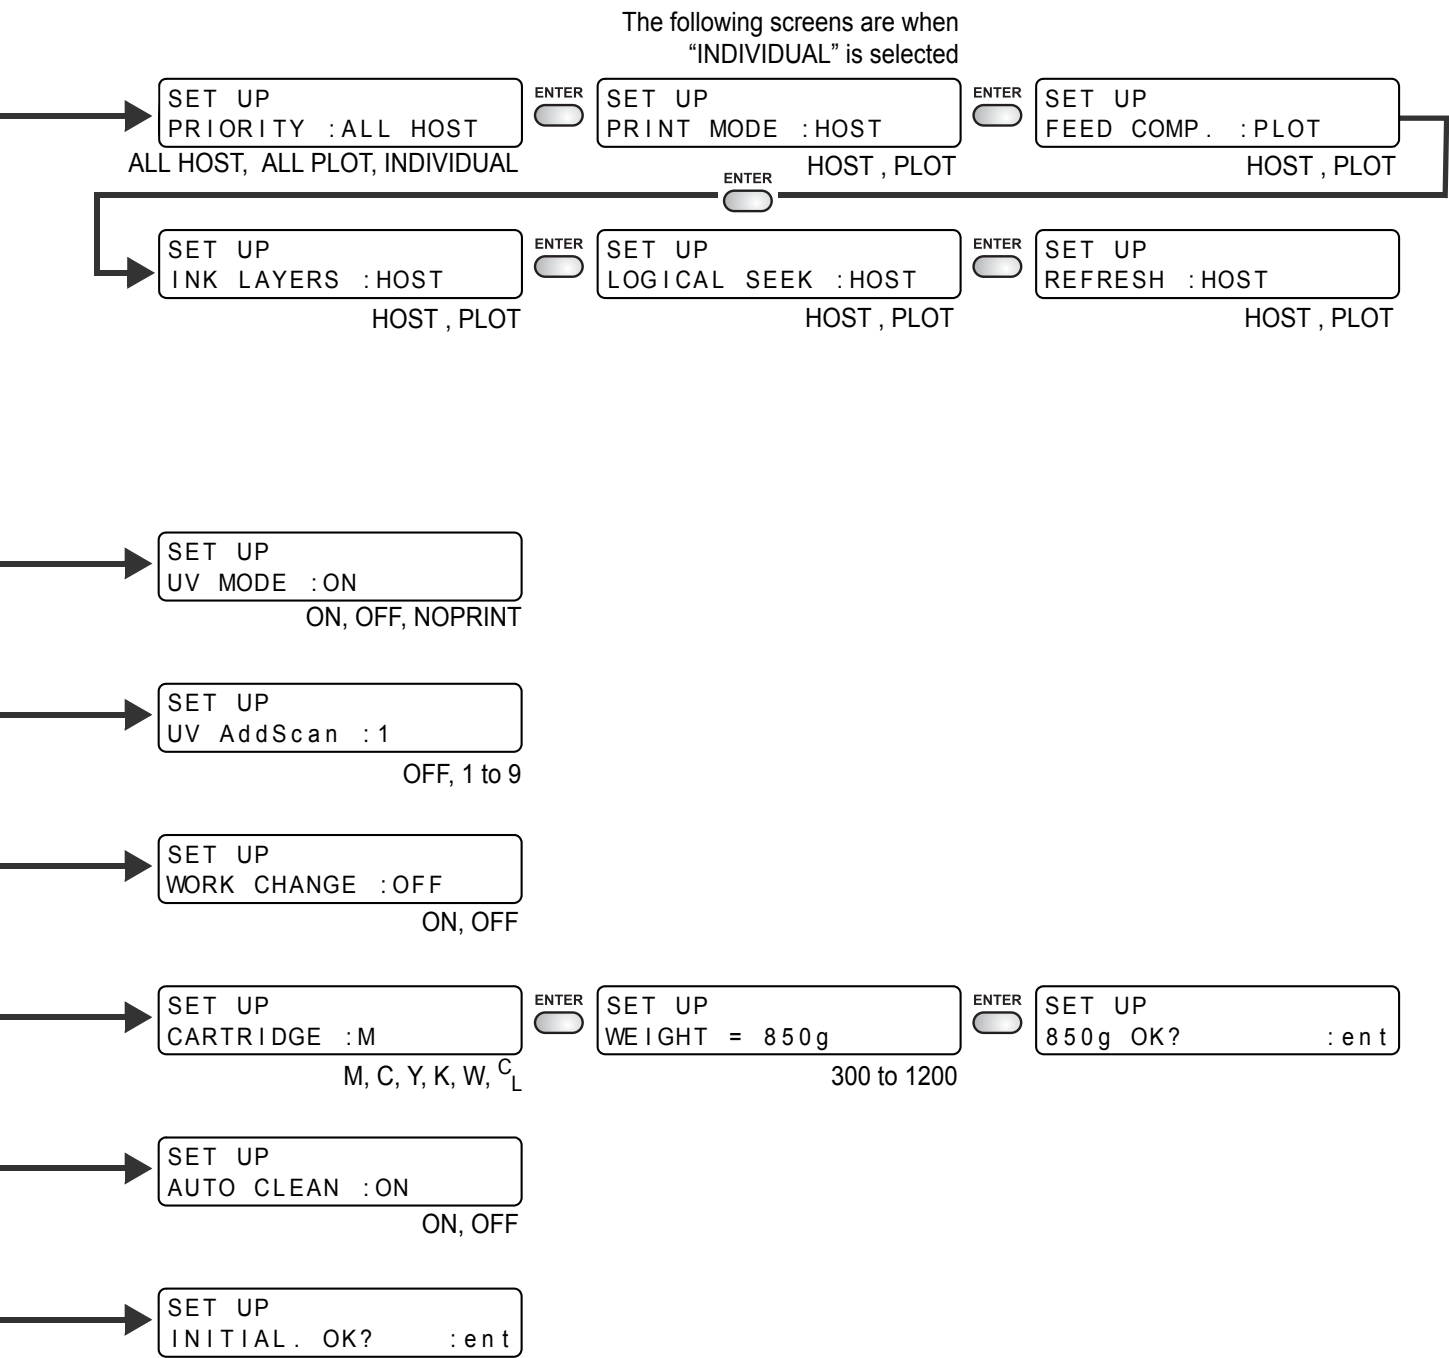 The following screens are when
“INDIVIDUAL” is selected
SET UP
PRIORITY :ALL HOST
ENTER
SET UP
PRINT MODE :HOST
ENTER
SET UP
FEED COMP. :PLOT
ALL HOST, ALL PLOT, INDIVIDUAL
HOST , PLOT
HOST , PLOT
ENTER
SET UP
INK LAYERS :HOST
ENTER
SET UP
LOGICAL SEEK :HOST
ENTER
SET UP
REFRESH :HOST
HOST , PLOT
HOST , PLOT
HOST , PLOT
SET UP
UV MODE :ON
ON, OFF, NOPRINT
SET UP
UV AddScan :1
OFF, 1 to 9
SET UP
WORK CHANGE :OFF
ON, OFF
SET UP
CARTRIDGE :M
ENTER
SET UP
WEIGHT = 850g
ENTER
SET UP
850g OK? :ent
M, C, Y, K, W, CL
300 to 1200
SET UP
AUTO CLEAN :ON
ON, OFF
SET UP
INITIAL. OK? :ent